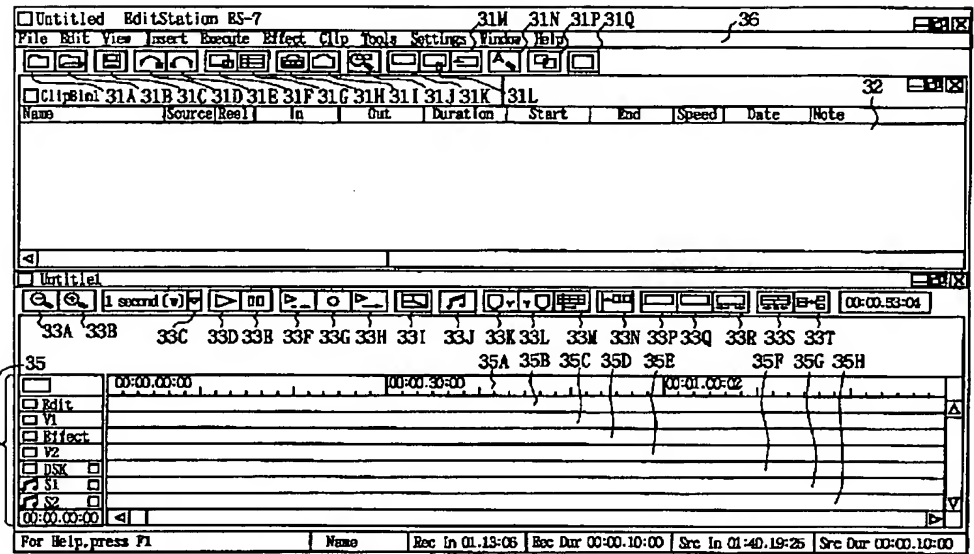 Untitled EditStation ES-7 31M 31N 31P 31Q 36
File Edit View Insert Execute Effect Clip Tools Settings Window Help
ClipBin1 31A 31B 31C 31D 31E 31F 31G 31H 31I 31J 31K 31L 32
Name Source Reel In Out Duration Start End Speed Date Note
Untitle1
1 second (v) 00:00.53:04
33A 33B 33C 33D 33E 33F 33G 33H 33I 33J 33K 33L 33M 33N 33P 33Q 33R 33S 33T
35 35A 35B 35C 35D 35E 35F 35G 35H
00:00.00:00 00:00.30:00 00:01.00:02
Edit
V1
Effect
V2
DSK
S1
S2
00:00.00:00
For Help,press F1 Name Rec In 01.13:06 Rec Dur 00:00.10:00 Src In 01:40.19:25 Src Dur 00:00.10:00